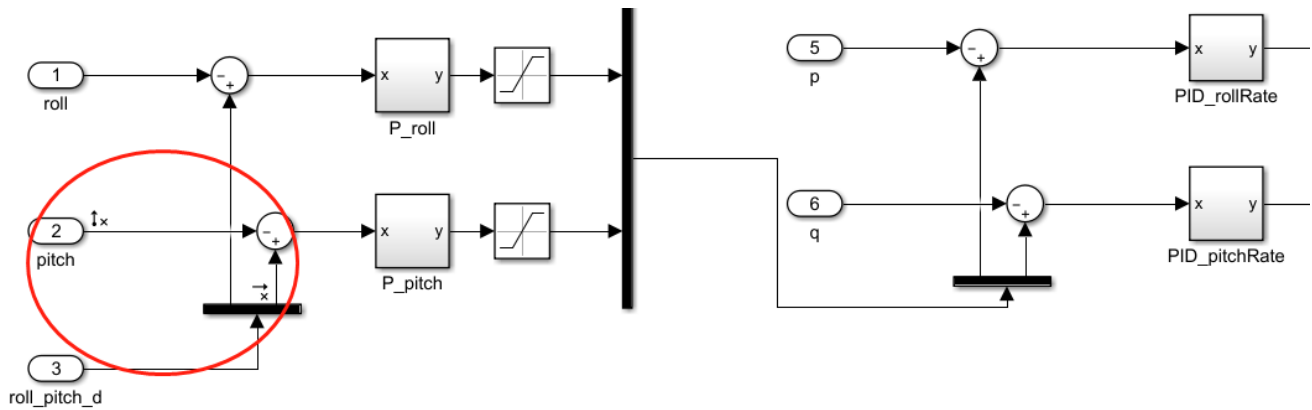 1
roll
x y
P_roll
2
pitch
x y
P_pitch
3
roll_pitch_d
5
p
x y
PID_rollRate
6
q
x y
PID_pitchRate